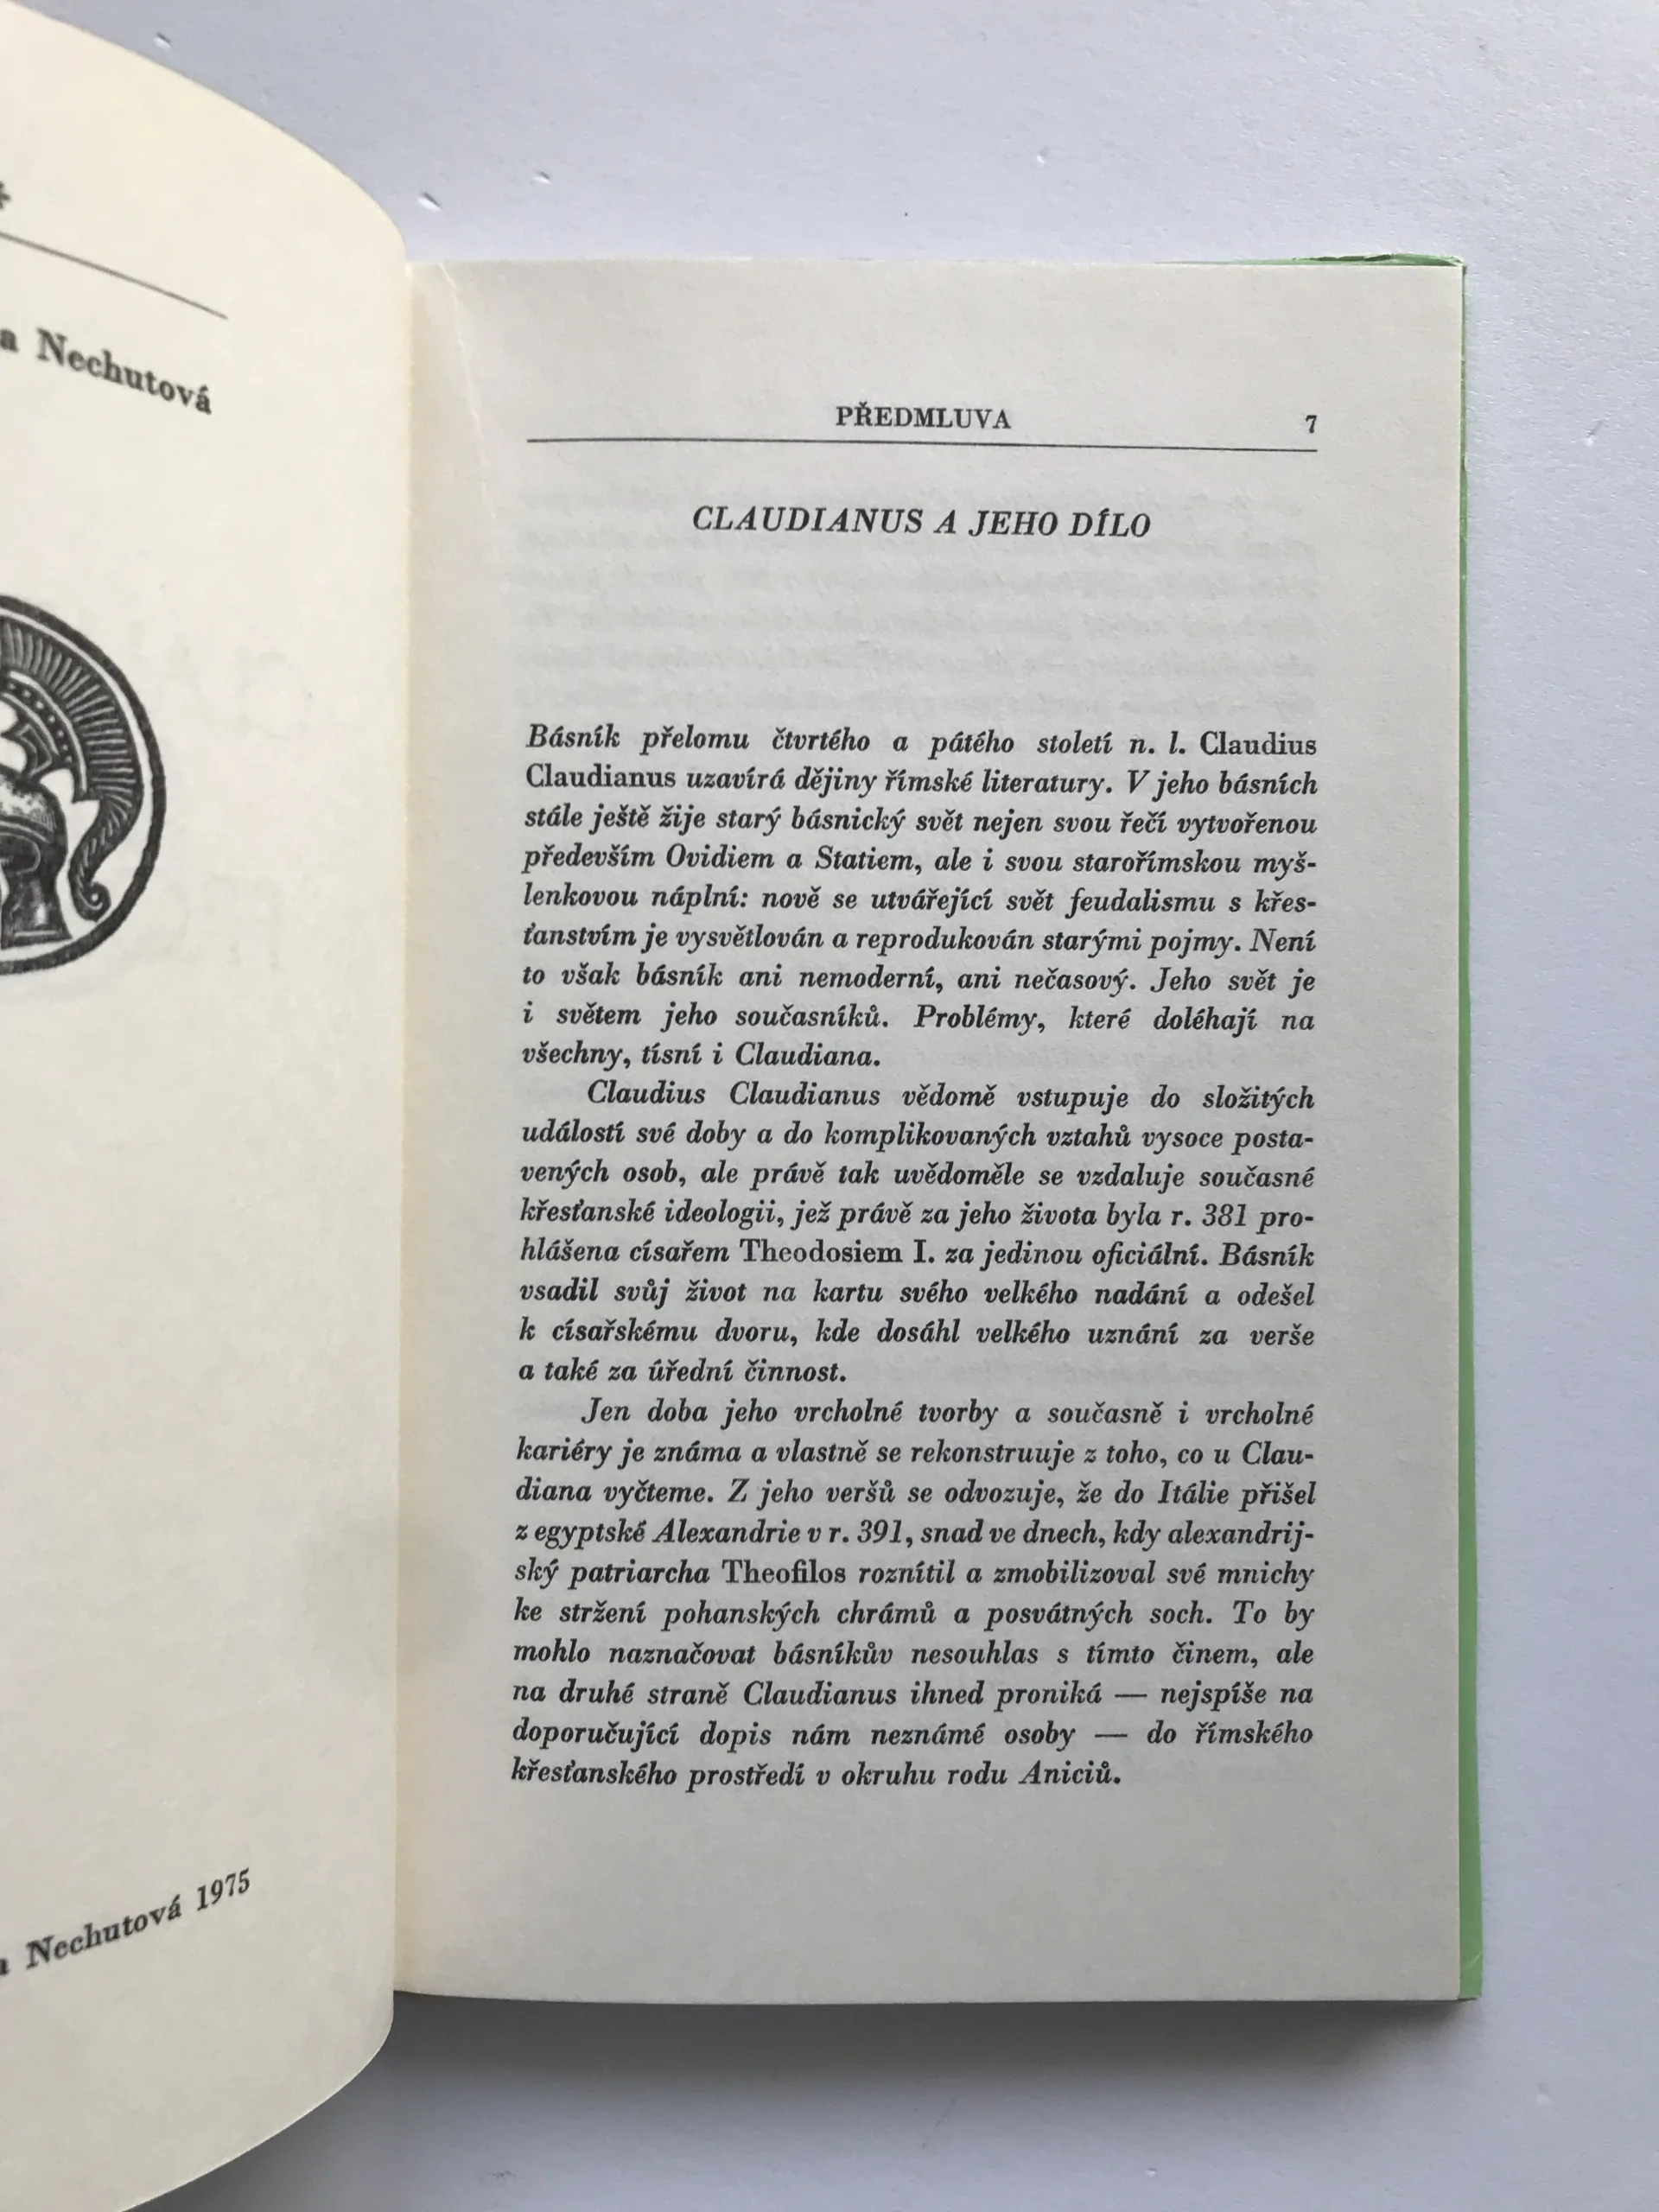 a Nechutová
Nechutová 1975
PŘEDMLUVA 7
CLAUDIANUS A JEHO DÍLO
Básník přelomu čtvrtého a pátého století n. l. Claudius
Claudianus uzavírá dějiny římské literatury. V jeho básních
stále ještě žije starý básnický svět nejen svou řečí vytvořenou
především Ovidiem a Statiem, ale i svou starořímskou myš-
lenkovou náplní: nově se utvářející svět feudalismu s křes-
ťanstvím je vysvětlován a reprodukován starými pojmy. Není
to však básník ani nemoderní, ani nečasový. Jeho svět je
i světem jeho současníků. Problémy, které doléhají na
všechny, tísní i Claudiana.
Claudius Claudianus vědomě vstupuje do složitých
událostí své doby a do komplikovaných vztahů vysoce posta-
vených osob, ale právě tak uvědoměle se vzdaluje současné
křesťanské ideologii, jež právě za jeho života byla r. 381 pro-
hlášena císařem Theodosiem I. za jedinou oficiální. Básník
vsadil svůj život na kartu svého velkého nadání a odešel
k císařskému dvoru, kde dosáhl velkého uznání za verše
a také za úřední činnost.
Jen doba jeho vrcholné tvorby a současně i vrcholné
kariéry je známa a vlastně se rekonstruuje z toho, co u Clau-
diana vyčteme. Z jeho veršů se odvozuje, že do Itálie přišel
z egyptské Alexandrie v r. 391, snad ve dnech, kdy alexandrij-
ský patriarcha Theofilos roznítil a zmobilizoval své mnichy
ke stržení pohanských chrámů a posvátných soch. To by
mohlo naznačovat básníkův nesouhlas s tímto činem, ale
na druhé straně Claudianus ihned proniká — nejspíše na
doporučující dopis nám neznámé osoby — do římského
křesťanského prostředí v okruhu rodu Aniciů.